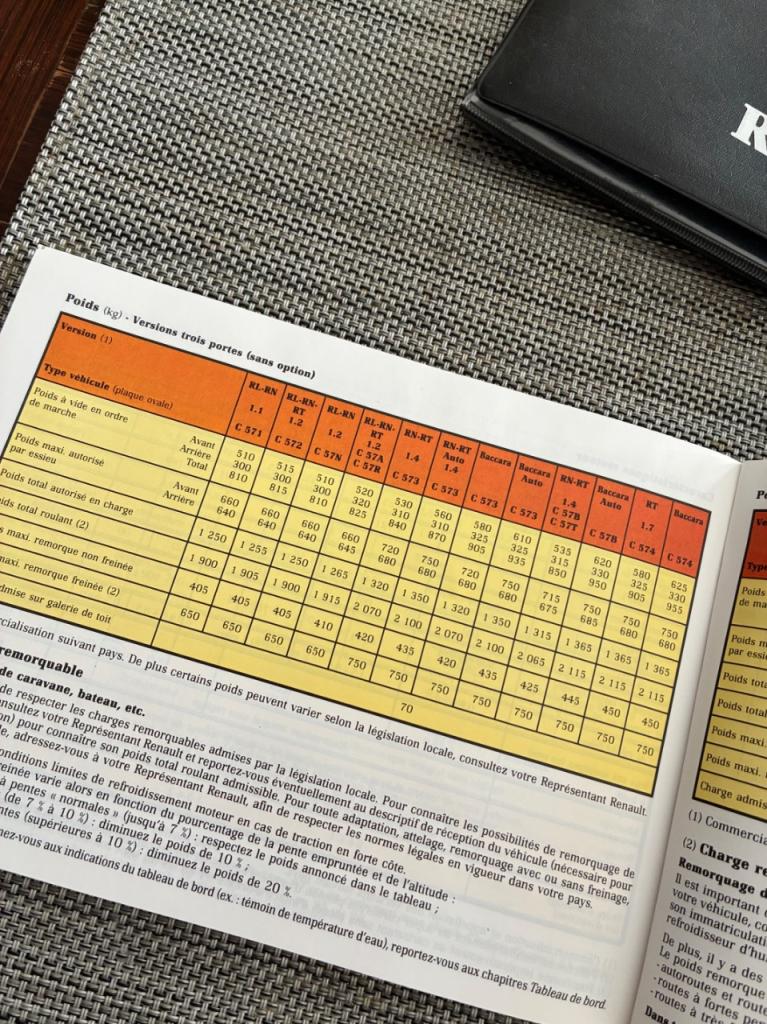 R
Poids (kg) - Versions trois portes (sans option)
Version (1)
RL-RN RL-RN-RT RL-RN RL-RN-RT RN-RT RN-RT Auto Baccara Baccara Auto RN-RT Baccara Auto RT Baccara
1.1 1.2 1.2 1.2 1.4 1.4 1.4 1.7
Type véhicule (plaque ovale) C 571 C 572 C 57N C 57A C 57R C 573 C 573 C 573 C 573 C 57B C 57T C 57B C 574 C 574
Poids à vide en ordre de marche
Avant 510 515 510 520 530 560 580 610 535 620 580 625
Arrière 300 300 300 320 310 310 325 325 315 330 325 330
Total 810 815 810 825 840 870 905 935 850 950 905 955
Poids maxi. autorisé par essieu
Avant 660 660 660 660 720 750 720 750 715 750 750 750
Arrière 640 640 640 645 680 680 680 680 675 685 680 680
Poids total autorisé en charge 1 250 1 255 1 250 1 265 1 320 1 350 1 320 1 350 1 315 1 365 1 365 1 365
total roulant (2) 1 900 1 905 1 900 1 915 2 070 2 100 2 070 2 100 2 065 2 115 2 115 2 115
maxi. remorque non freinée 405 405 405 410 420 435 420 435 425 445 450 450
maxi. remorque freinée (2) 650 650 650 650 750 750 750 750 750 750 750 750
sur galerie de toit 70
suivant pays. De plus certains poids peuvent varier selon la législation locale, consultez votre Représentant Renault.
remorquable
de caravane, bateau, etc.
de respecter les charges remorquables admises par la législation locale. Pour connaître les possibilités de remorquage de
consultez votre Représentant Renault et reportez-vous éventuellement au descriptif de réception du véhicule (nécessaire pour
pour connaître son poids total roulant admissible. Pour toute adaptation, attelage, remorquage avec ou sans freinage,
adressez-vous à votre Représentant Renault, afin de respecter les normes légales en vigueur dans votre pays.
conditions limites de refroidissement moteur en cas de traction en forte côte.
freinée varie alors en fonction du pourcentage de la pente empruntée et de l'altitude :
à pentes « normales » (jusqu'à 7 %) : respectez le poids annoncé dans le tableau ;
(de 7 % à 10 %) : diminuez le poids de 10 % ;
(supérieures à 10 %) : diminuez le poids de 20 %.
aux indications du tableau de bord (ex. : témoin de température d'eau), reportez-vous aux chapitres Tableau de bord.
Poids
de
Poids
par
Poids
Poids total
Poids maxi.
Poids maxi.
Charge
(1)
(2) Charge
Remorquage
Il est important
votre véhicule,
son
De plus, il y a des
Le poids remorque
- autoroutes et
- routes à fortes
- routes à
Dans